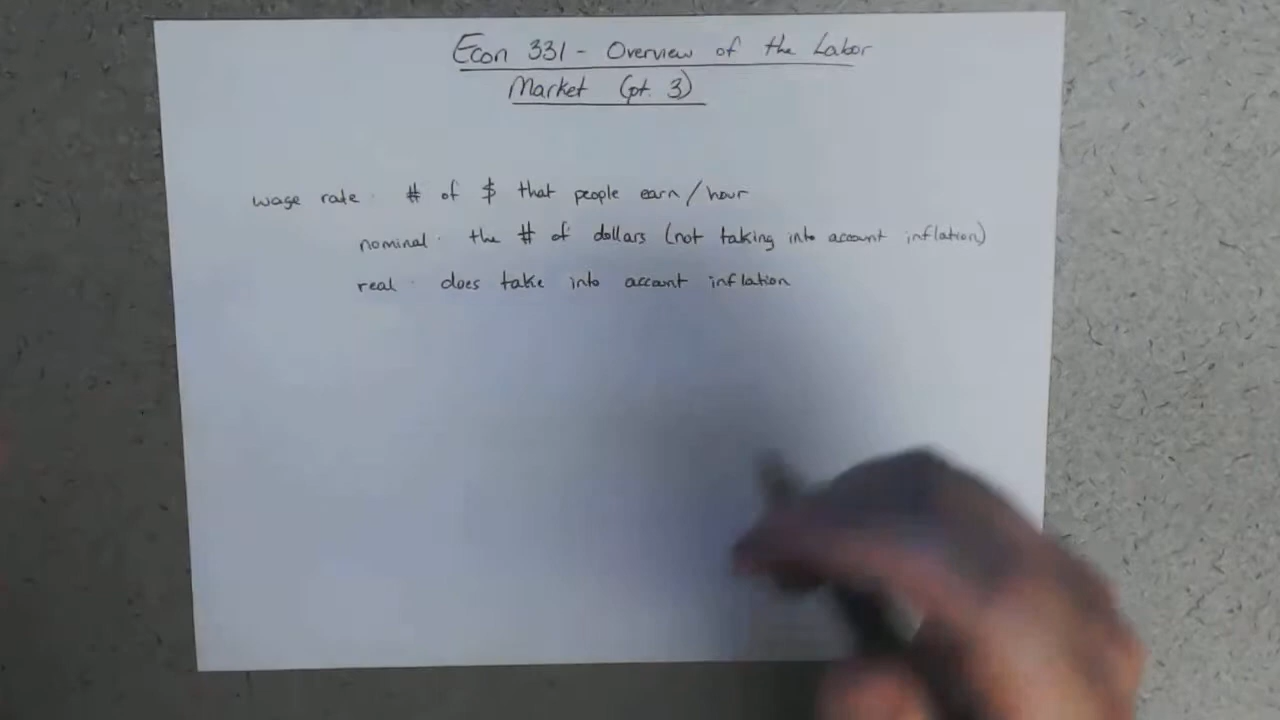 Econ 331 - Overview of the Labor
Market (pt. 3)
wage rate: # of $ that people earn/hour
nominal: the # of dollars (not taking into account inflation)
real: does take into account inflation